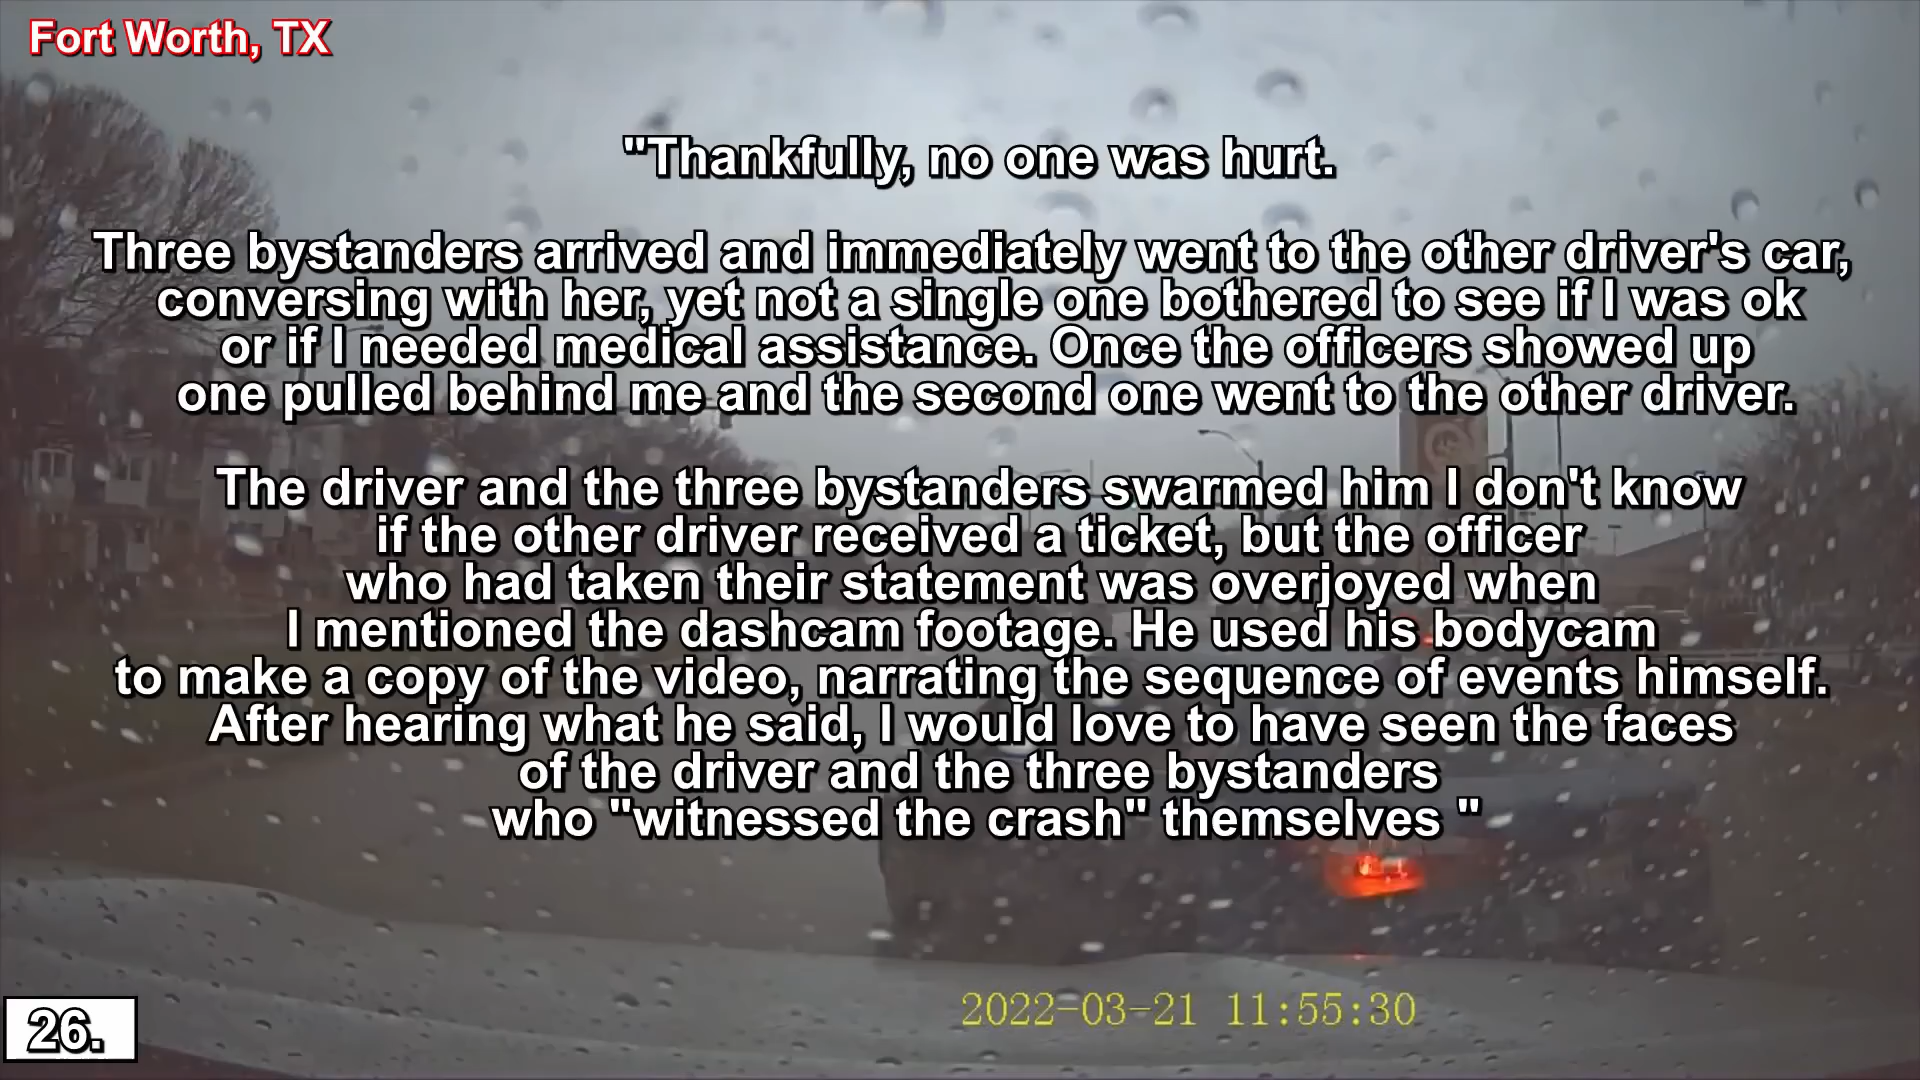 Fort Worth, TX
"Thankfully, no one was hurt.
Three bystanders arrived and immediately went to the other driver's car,
conversing with her, yet not a single one bothered to see if I was ok
or if I needed medical assistance. Once the officers showed up
one pulled behind me and the second one went to the other driver.
The driver and the three bystanders swarmed him I don't know
if the other driver received a ticket, but the officer
who had taken their statement was overjoyed when
I mentioned the dashcam footage. He used his bodycam
to make a copy of the video, narrating the sequence of events himself.
After hearing what he said, I would love to have seen the faces
of the driver and the three bystanders
who "witnessed the crash" themselves "
2022-03-21 11:55:30
26.